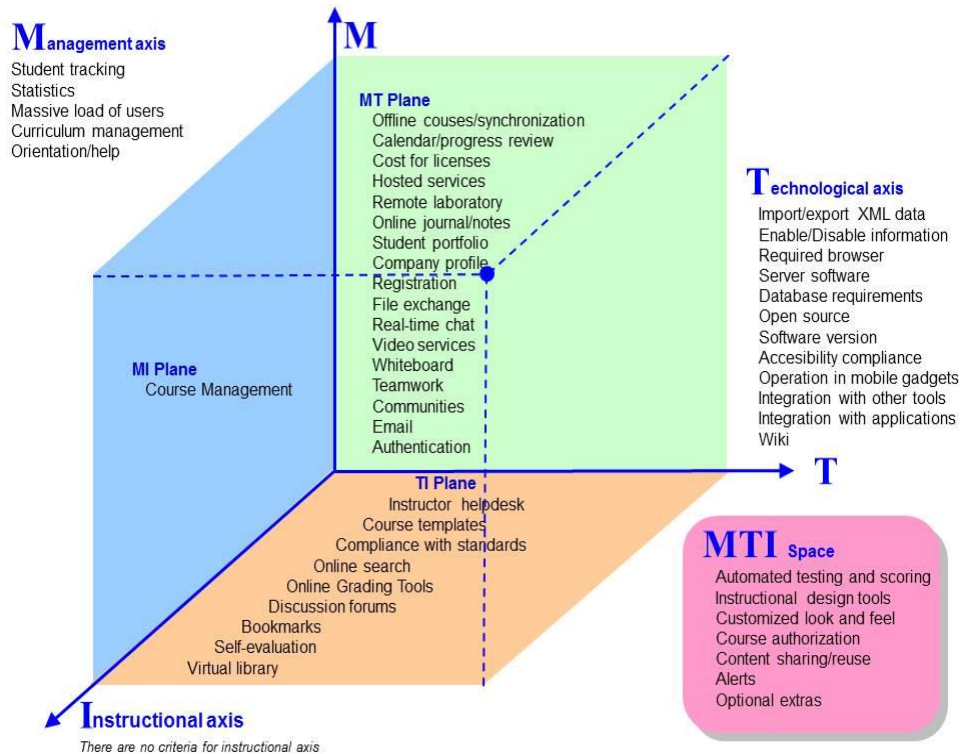 Management axis
Student tracking
Statistics
Massive load of users
Curriculum management
Orientation/help
M
MT Plane
Offline couses/synchronization
Calendar/progress review
Cost for licenses
Hosted services
Remote laboratory
Online journal/notes
Student portfolio
Company profile
Registration
File exchange
Real-time chat
Video services
Whiteboard
Teamwork
Communities
Email
Authentication
Technological axis
Import/export XML data
Enable/Disable information
Required browser
Server software
Database requirements
Open source
Software version
Accesibility compliance
Operation in mobile gadgets
Integration with other tools
Integration with applications
Wiki
MI Plane
Course Management
T
TI Plane
Instructor helpdesk
Course templates
Compliance with standards
Online search
Online Grading Tools
Discussion forums
Bookmarks
Self-evaluation
Virtual library
MTI Space
Automated testing and scoring
Instructional design tools
Customized look and feel
Course authorization
Content sharing/reuse
Alerts
Optional extras
Instructional axis
There are no criteria for instructional axis